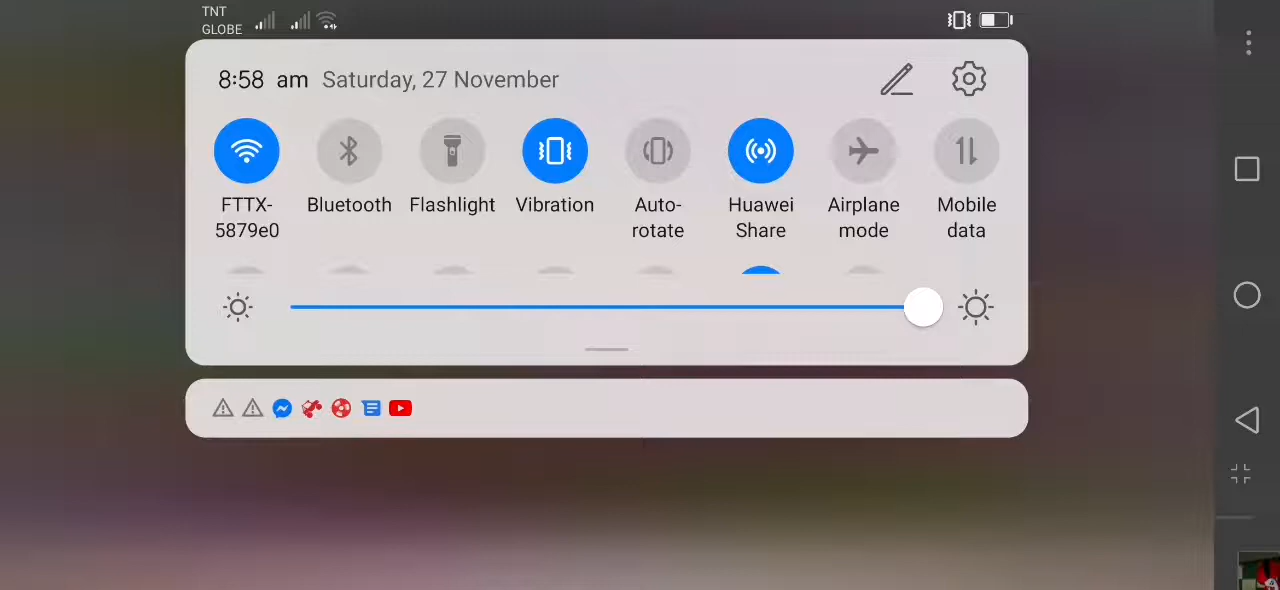 TNT
GLOBE
8:58 am Saturday, 27 November
FTTX-
5879e0
Bluetooth
Flashlight
Vibration
Auto-
rotate
Huawei
Share
Airplane
mode
Mobile
data